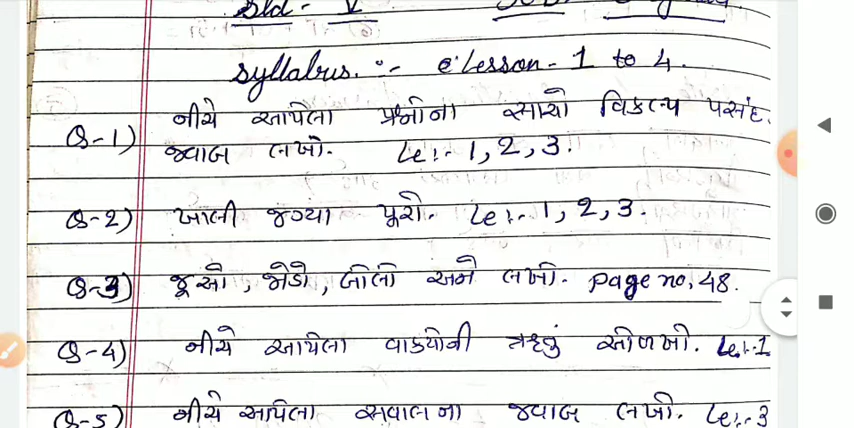 Std - V
Syllabus :- Lesson - 1 to 4.
Q-1) નીચે આપેલા પ્રશ્નોના સાચો વિકલ્પ પસંદ.
જવાબ લખો. Le:- 1, 2, 3.
Q-2) ખાલી જગ્યા પૂરો. Le:- 1, 2, 3.
Q-3) જૂઓ, જોડો, બોલો અને લખો. Page no, 48.
Q-4) નીચે આપેલા વાક્યોની ઋતું ઓળખો. Le:-1
Q-5) નીચે આપેલા સવાલના જવાબ લખો. Le:-3